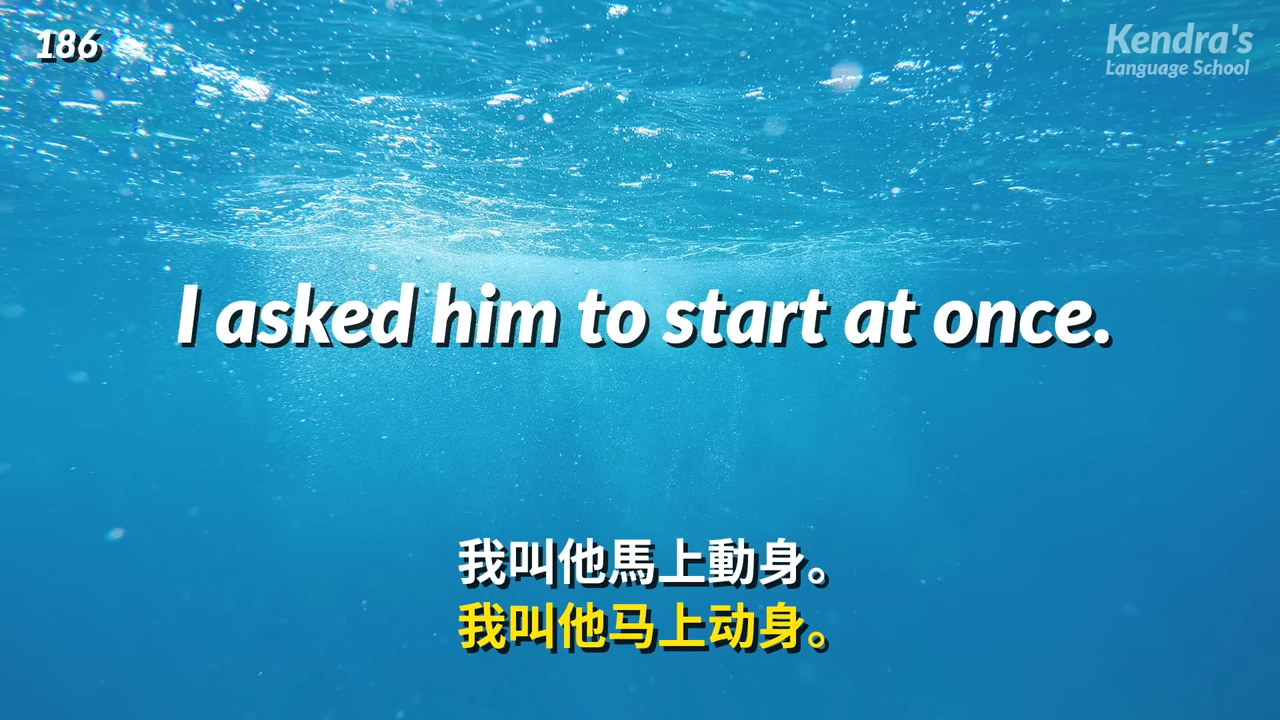 186
Kendra's
Language School
I asked him to start at once.
我叫他馬上動身。
我叫他马上动身。